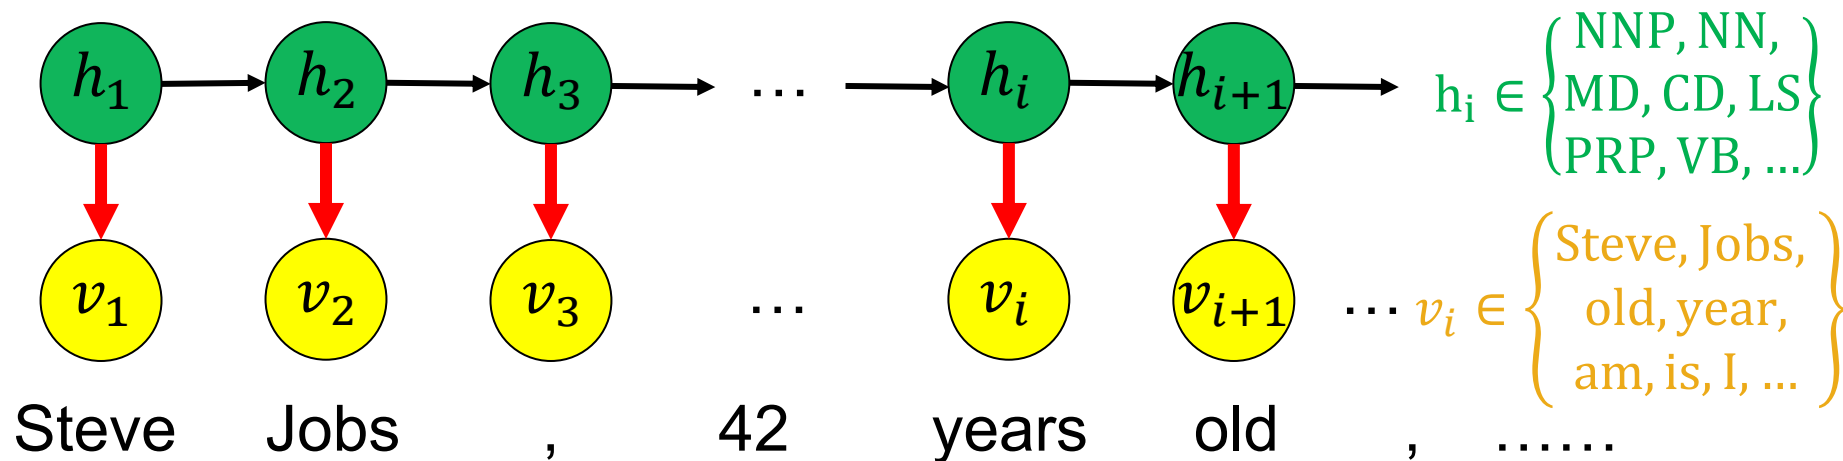 h₁ h₂ h₃ … hᵢ hᵢ₊₁
hᵢ ∈ { NNP, NN,
MD, CD, LS
PRP, VB, … }
v₁ v₂ v₃ … vᵢ vᵢ₊₁ …
vᵢ ∈ { Steve, Jobs,
old, year,
am, is, I, … }
Steve Jobs , 42 years old , ……